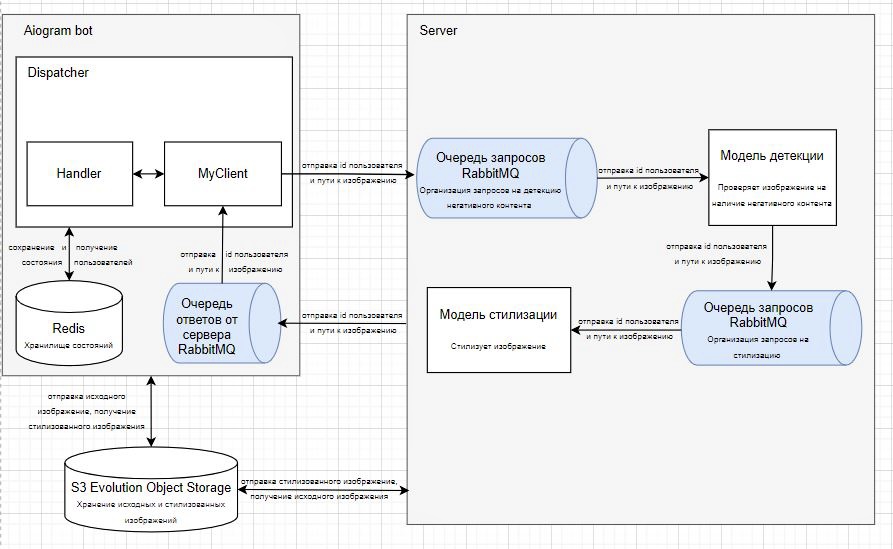 Aiogram bot
Dispatcher
Handler
MyClient
сохранение и получение
состояния пользователей
Redis
Хранилище состояний
отправка id пользователя
и пути к изображению
Очередь
ответов от
сервера
RabbitMQ
отправка id пользователя
и пути к изображению
Server
Очередь запросов
RabbitMQ
Организация запросов на детекцию
негативного контента
отправка id пользователя
и пути к изображению
Модель детекции
Проверяет изображение на
наличие негативного контента
отправка id пользователя
и пути к изображению
Очередь запросов
RabbitMQ
Организация запросов на
стилизацию
отправка id пользователя
и пути к изображению
Модель стилизации
Стилизует изображение
отправка id пользователя
и пути к изображению
отправка исходного
изображение, получение
стилизованного изображения
S3 Evolution Object Storage
Хранение исходных и стилизованных
изображений
отправка стилизованного изображение,
получение исходного изображения